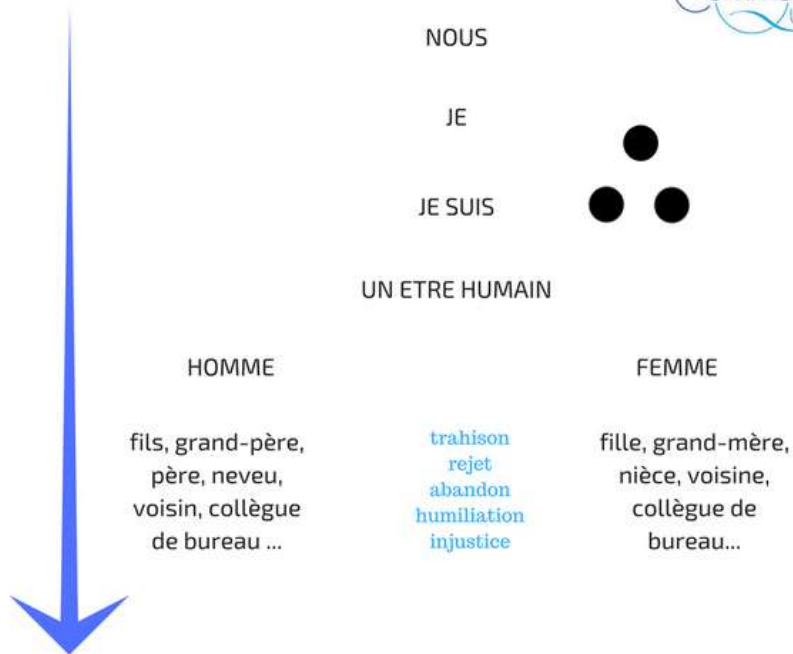 NOUS
JE
JE SUIS
UN ETRE HUMAIN
HOMME
FEMME
fils, grand-père,
père, neveu,
voisin, collègue
de bureau ...
trahison
rejet
abandon
humiliation
injustice
fille, grand-mère,
nièce, voisine,
collègue de
bureau...